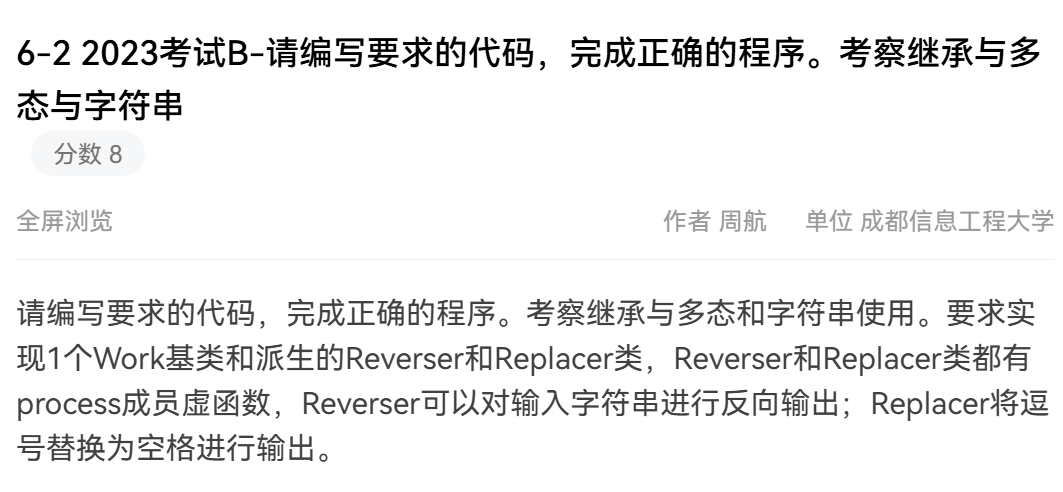 6-2 2023考试B-请编写要求的代码，完成正确的程序。考察继承与多
态与字符串
分数 8
全屏浏览 作者 周航 单位 成都信息工程大学
请编写要求的代码，完成正确的程序。考察继承与多态和字符串使用。要求实
现1个Work基类和派生的Reverser和Replacer类，Reverser和Replacer类都有
process成员虚函数，Reverser可以对输入字符串进行反向输出；Replacer将逗
号替换为空格进行输出。